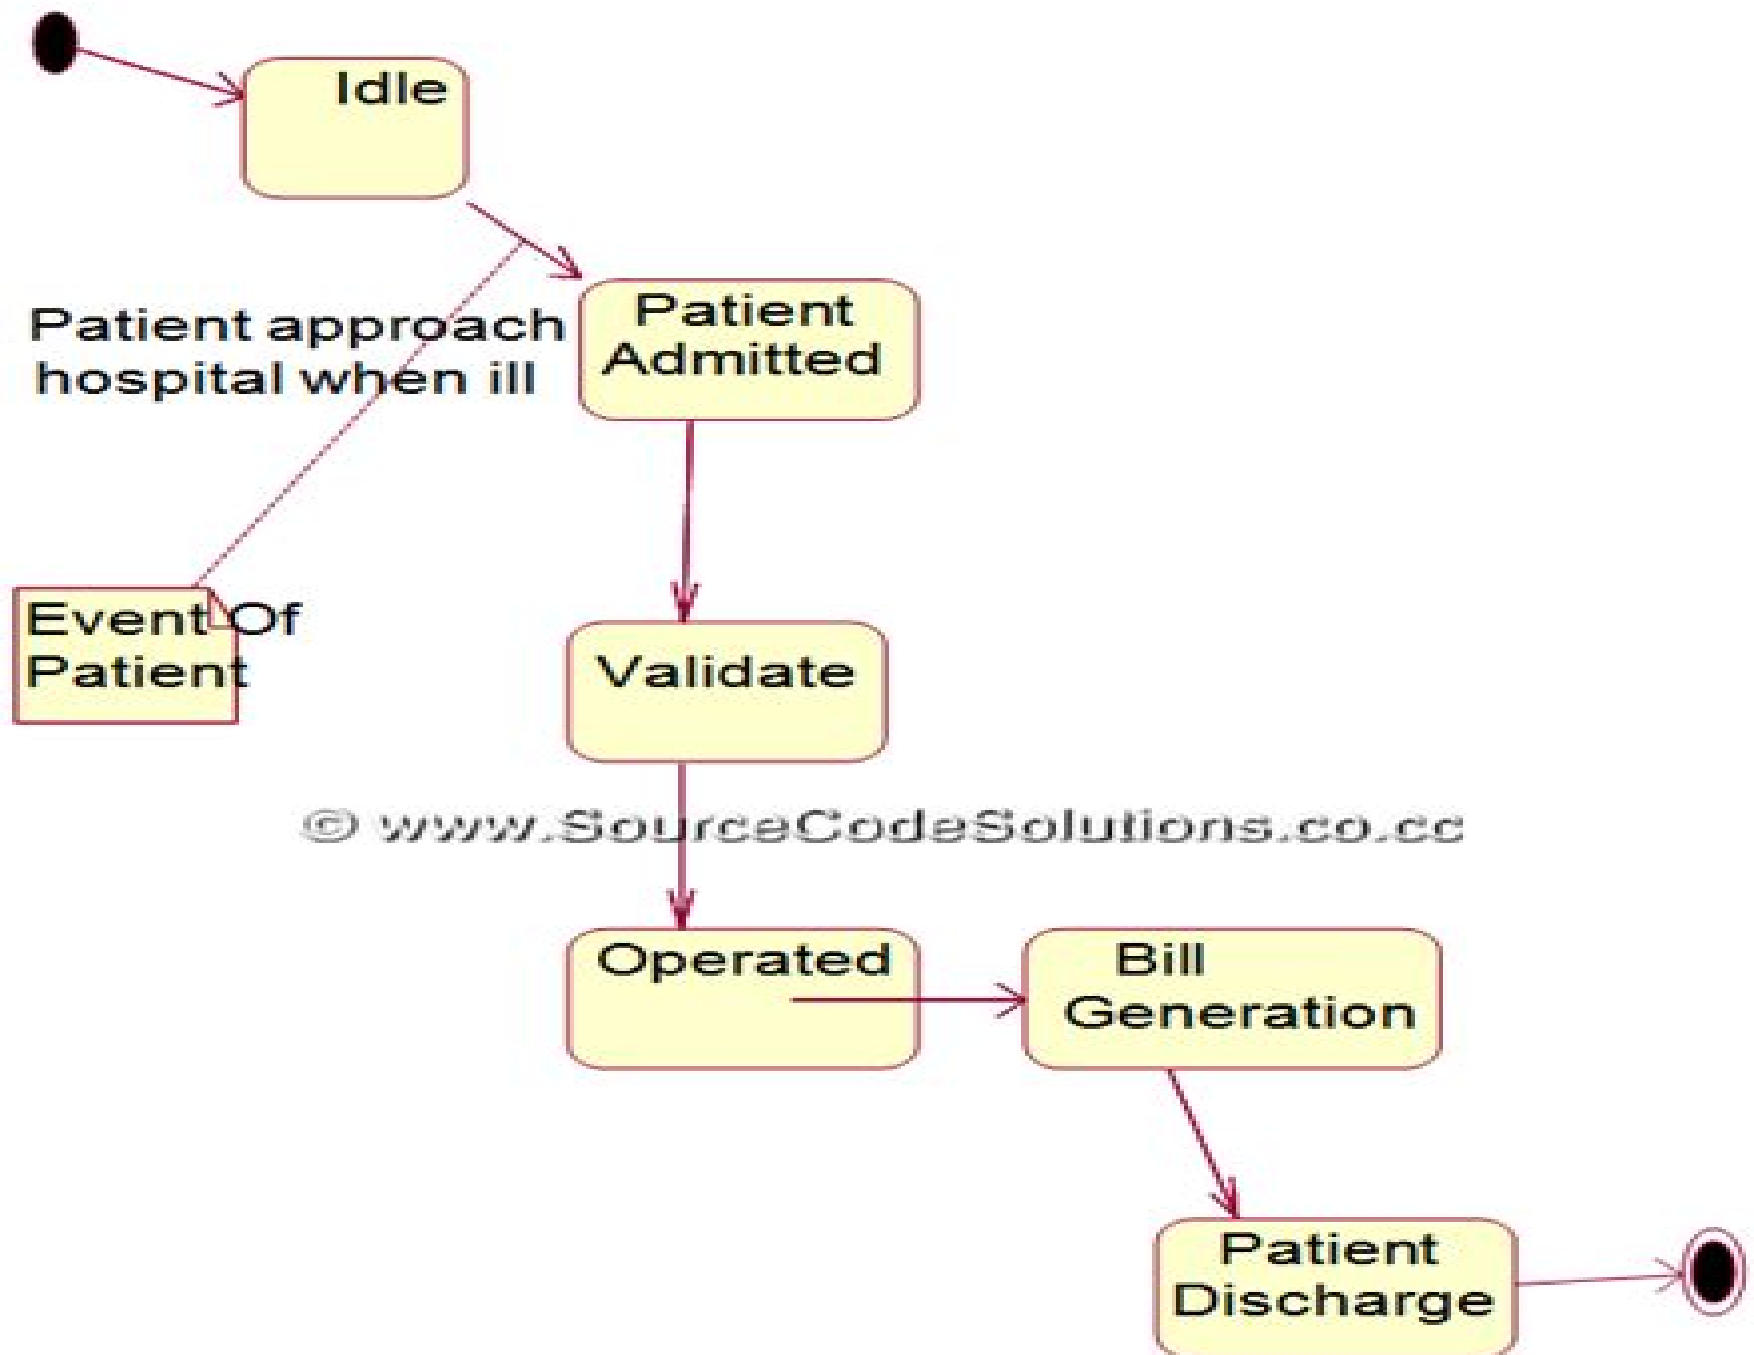 Idle
Patient approach
hospital when ill
Patient
Admitted
Event Of
Patient
Validate
© www.SourceCodeSolutions.co.cc
Operated
Bill
Generation
Patient
Discharge